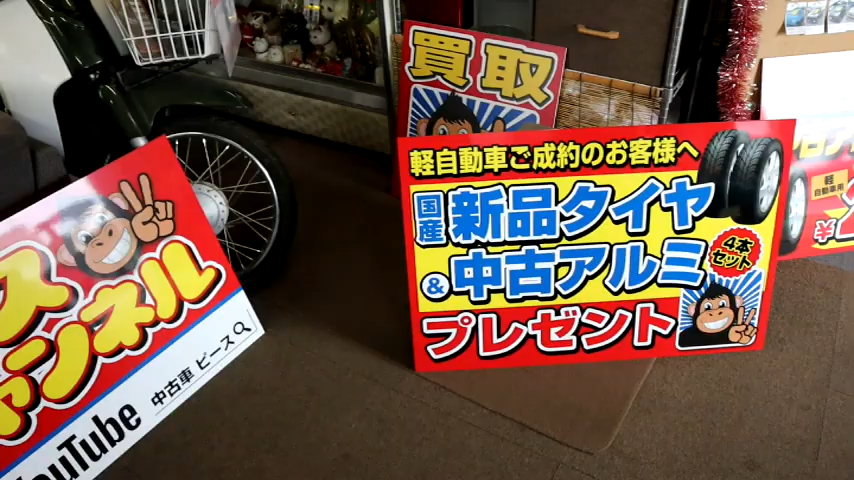 買取
軽自動車ご成約のお客様へ
国産
新品タイヤ
&中古アルミ
4本
セット
プレゼント
ス
ャンネル
YouTube
中古車 ピース
軽
自動車用